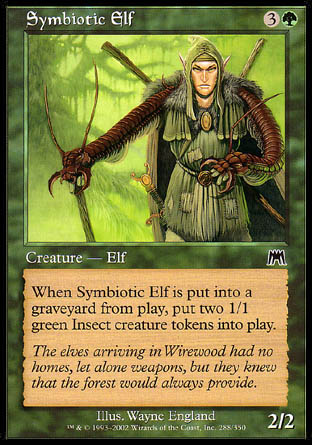 Symbiotic Elf 3
Creature — Elf
When Symbiotic Elf is put into a
graveyard from play, put two 1/1
green Insect creature tokens into play.
The elves arriving in Wirewood had no
homes, let alone weapons, but they knew
that the forest would always provide.
Illus. Wayne England
™ & © 1993–2002 Wizards of the Coast, Inc. 288/350
2/2